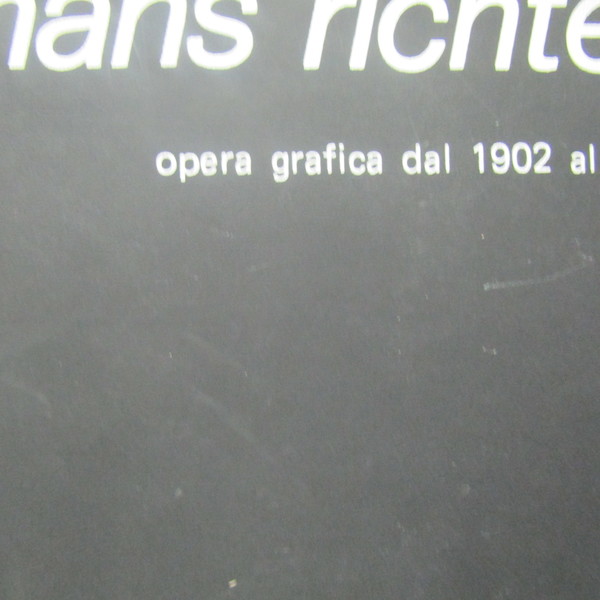 hans richte
opera grafica dal 1902 al